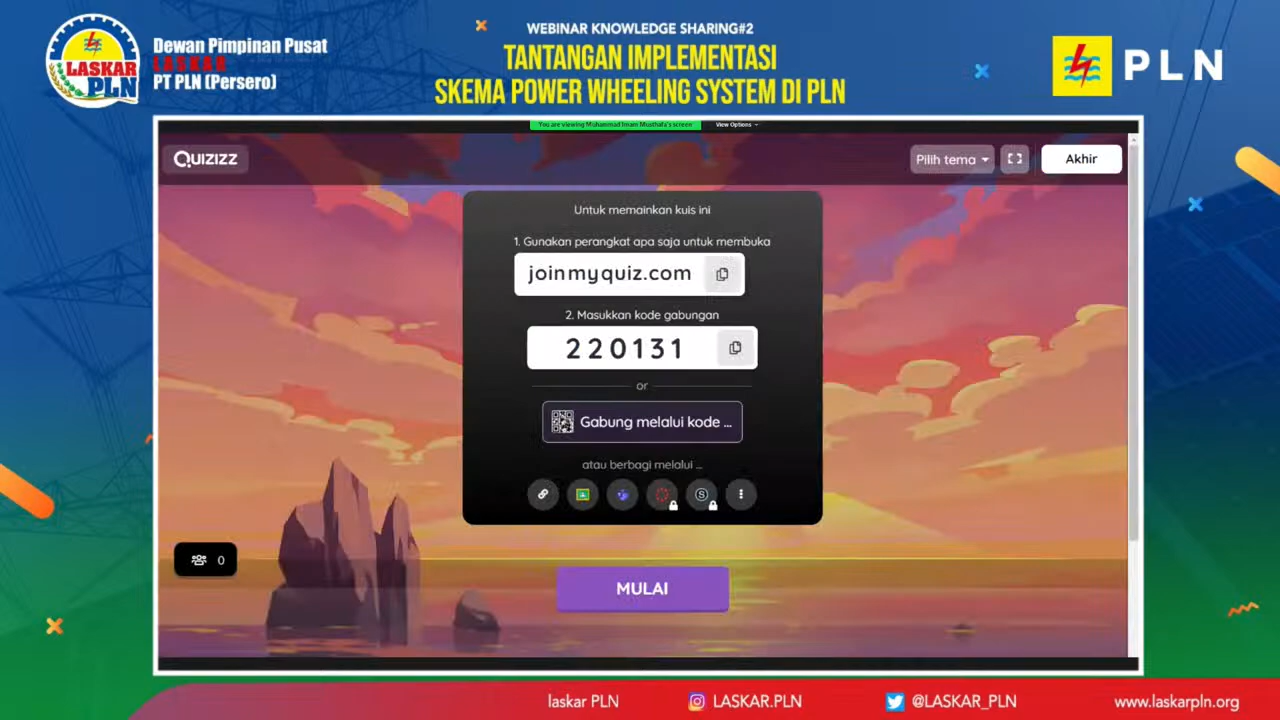 LASKAR
PLN
Dewan Pimpinan Pusat
LASKAR
PT PLN (Persero)
WEBINAR KNOWLEDGE SHARING#2
TANTANGAN IMPLEMENTASI
SKEMA POWER WHEELING SYSTEM DI PLN
PLN
You are viewing Muhammad Imam Musthafa's screen
View Options
QUIZIZZ
Pilih tema
Akhir
Untuk memainkan kuis ini
1. Gunakan perangkat apa saja untuk membuka
joinmyquiz.com
2. Masukkan kode gabungan
220131
or
Gabung melalui kode ...
atau berbagi melalui ...
0
MULAI
laskar PLN
LASKAR.PLN
@LASKAR_PLN
www.laskarpln.org